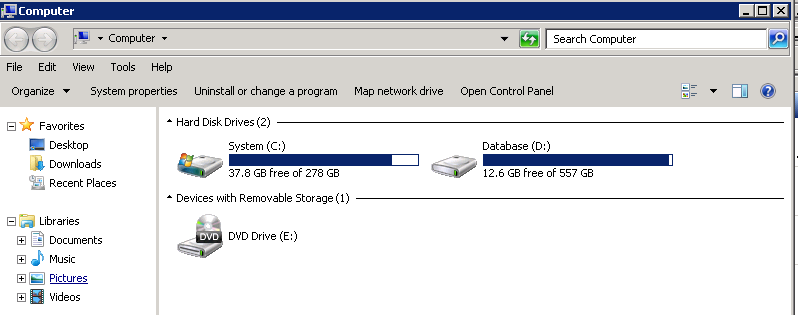 Computer
Computer
Search Computer
File Edit View Tools Help
Organize System properties Uninstall or change a program Map network drive Open Control Panel
Favorites
Desktop
Downloads
Recent Places
Libraries
Documents
Music
Pictures
Videos
Hard Disk Drives (2)
System (C:)
37.8 GB free of 278 GB
Database (D:)
12.6 GB free of 557 GB
Devices with Removable Storage (1)
DVD
DVD Drive (E:)